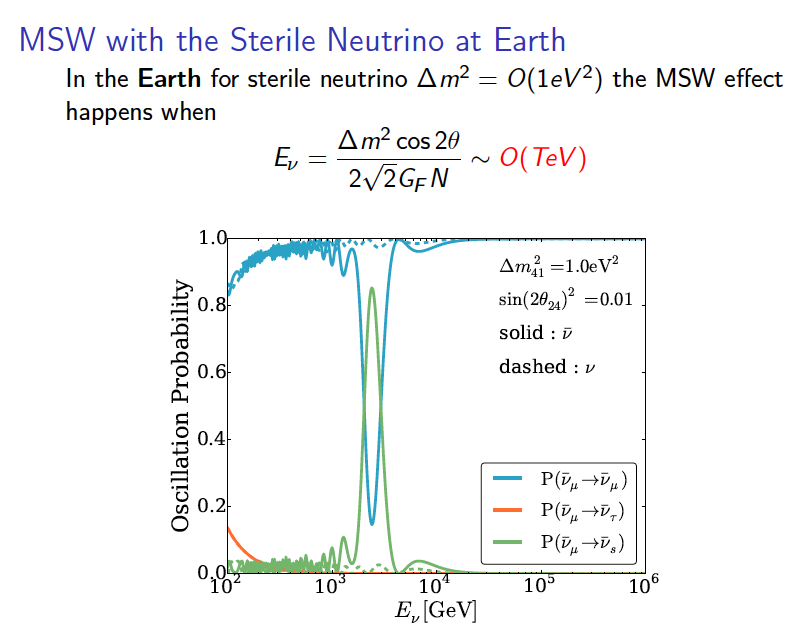 MSW with the Sterile Neutrino at Earth
In the Earth for sterile neutrino Δm² = O(1eV²) the MSW effect
happens when
E_ν = Δm² cos 2θ / 2√2 G_F N ∼ O(TeV)
1.0
0.8
0.6
0.4
0.2
0.0
Oscillation Probability
Δm²₄₁ =1.0eV²
sin(2θ₂₄)² =0.01
solid : ν̄
dashed : ν
P(ν̄_μ→ν̄_μ)
P(ν̄_μ→ν̄_τ)
P(ν̄_μ→ν̄_s)
10² 10³ 10⁴ 10⁵ 10⁶
E_ν[GeV]